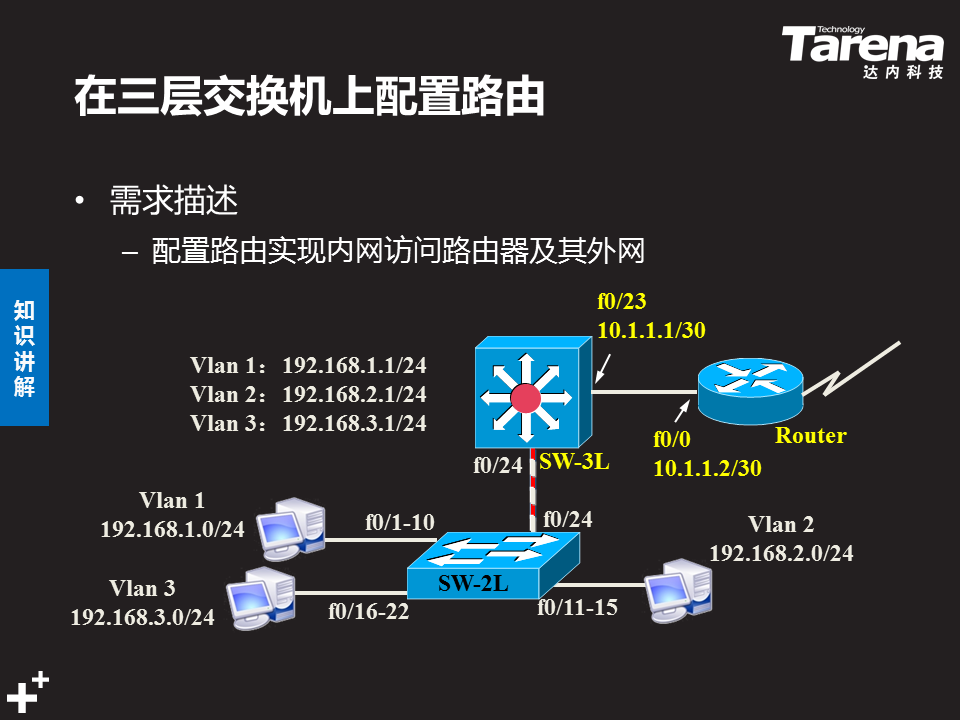 Technology
Tarena
达内科技
在三层交换机上配置路由
• 需求描述
– 配置路由实现内网访问路由器及其外网
知
识
讲
解
f0/23
10.1.1.1/30
Vlan 1：192.168.1.1/24
Vlan 2：192.168.2.1/24
Vlan 3：192.168.3.1/24
f0/0
10.1.1.2/30
Router
f0/24
SW-3L
Vlan 1
192.168.1.0/24
f0/1-10
f0/24
Vlan 2
192.168.2.0/24
SW-2L
Vlan 3
192.168.3.0/24
f0/16-22
f0/11-15